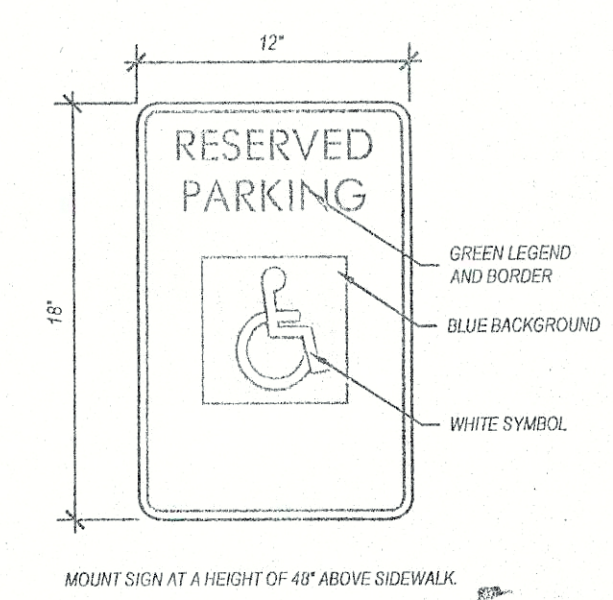 12"
18"
RESERVED
PARKING
GREEN LEGEND
AND BORDER
BLUE BACKGROUND
WHITE SYMBOL
MOUNT SIGN AT A HEIGHT OF 48" ABOVE SIDEWALK.